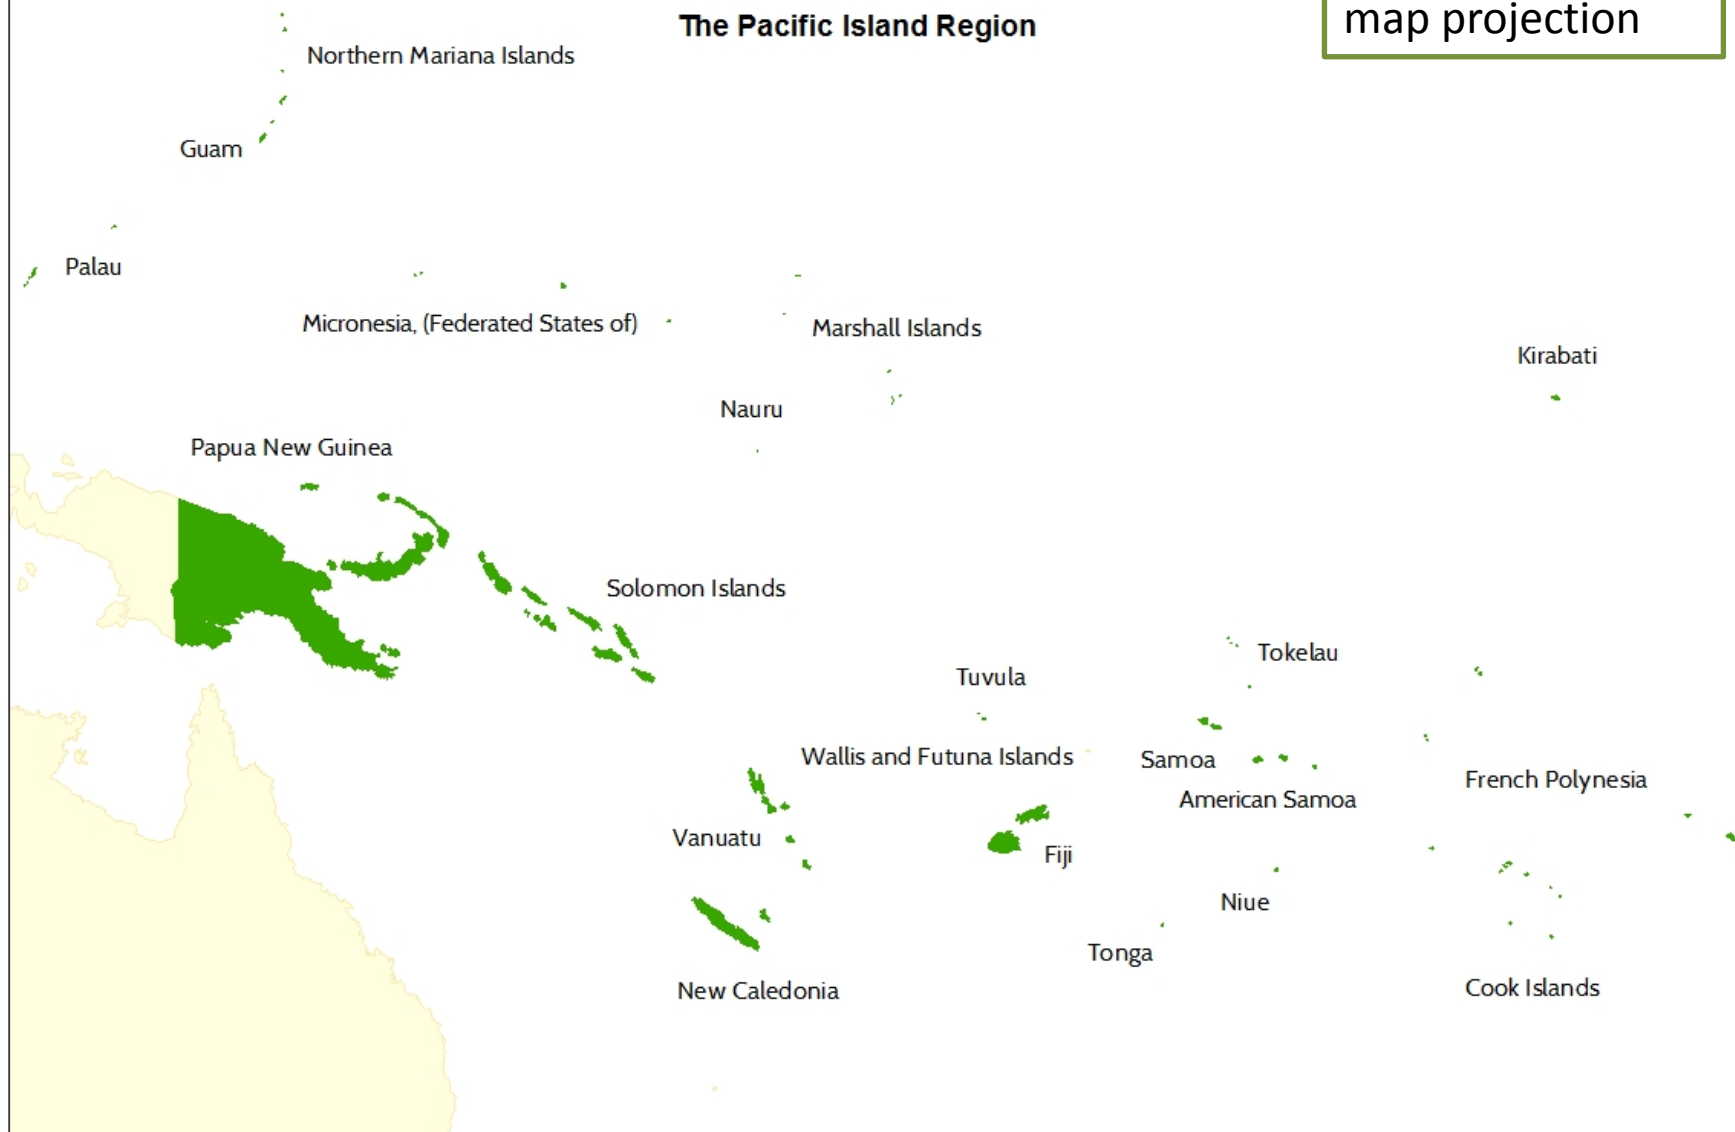 The Pacific Island Region
map projection
Northern Mariana Islands
Guam
Palau
Micronesia, (Federated States of)
Marshall Islands
Kirabati
Nauru
Papua New Guinea
Solomon Islands
Tokelau
Tuvula
Wallis and Futuna Islands
Samoa
French Polynesia
American Samoa
Vanuatu
Fiji
Niue
Tonga
Cook Islands
New Caledonia